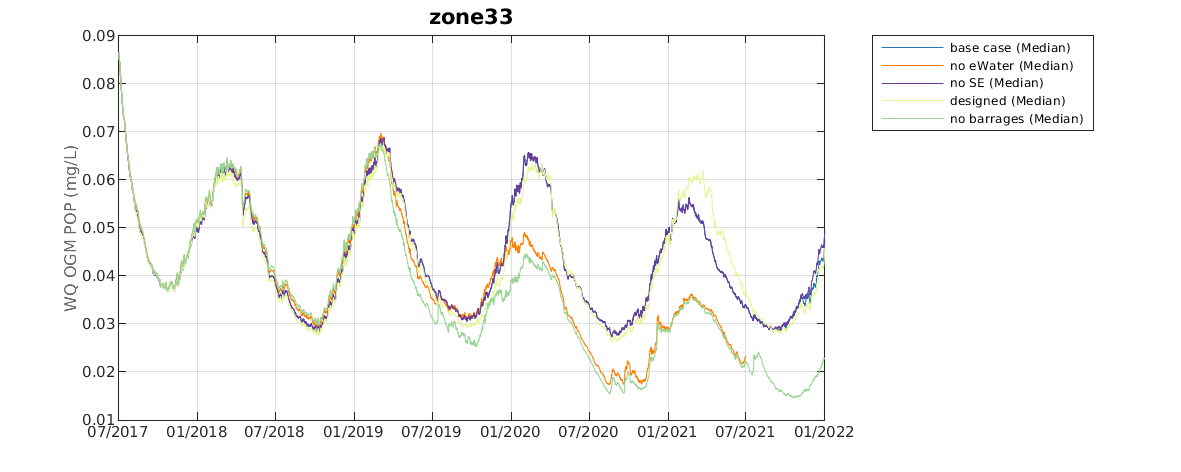 zone33
0.09
0.08
0.07
0.06
0.05
0.04
0.03
0.02
0.01
WQ OGM POP (mg/L)
07/2017 01/2018 07/2018 01/2019 07/2019 01/2020 07/2020 01/2021 07/2021 01/2022
base case (Median)
no eWater (Median)
no SE (Median)
designed (Median)
no barrages (Median)